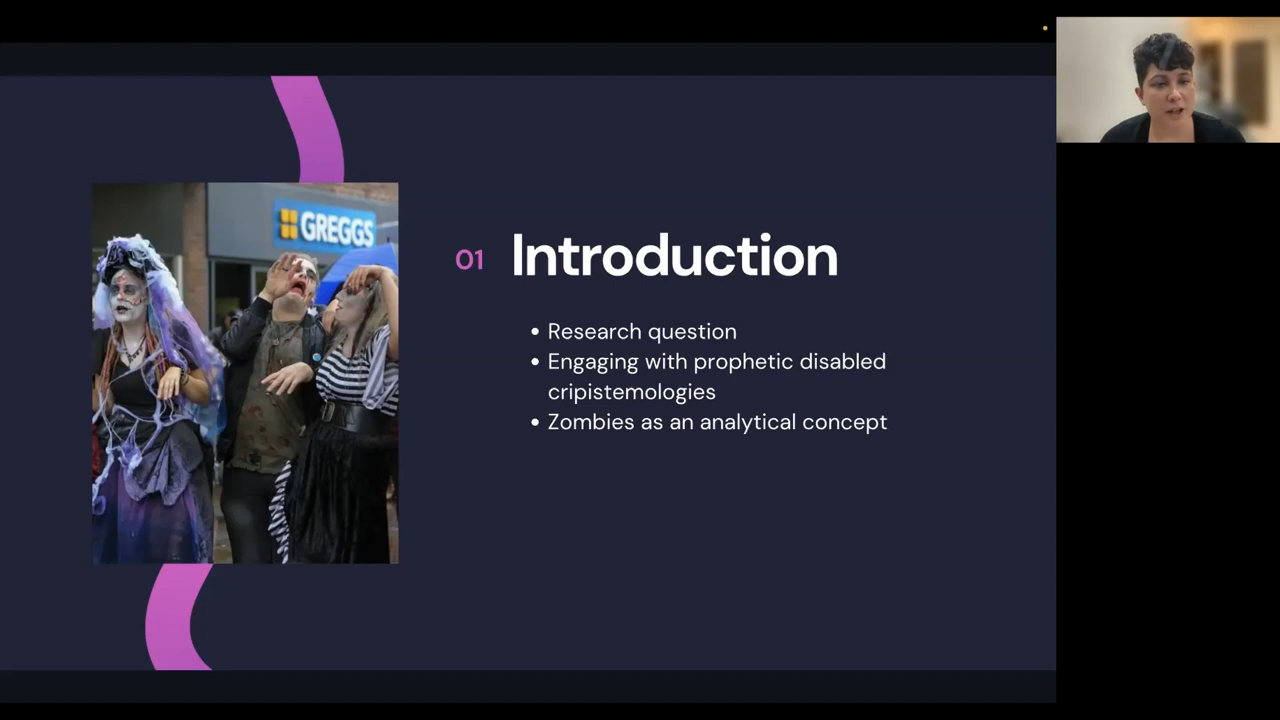 GREGGS
01 Introduction
• Research question
• Engaging with prophetic disabled
cripistemologies
• Zombies as an analytical concept